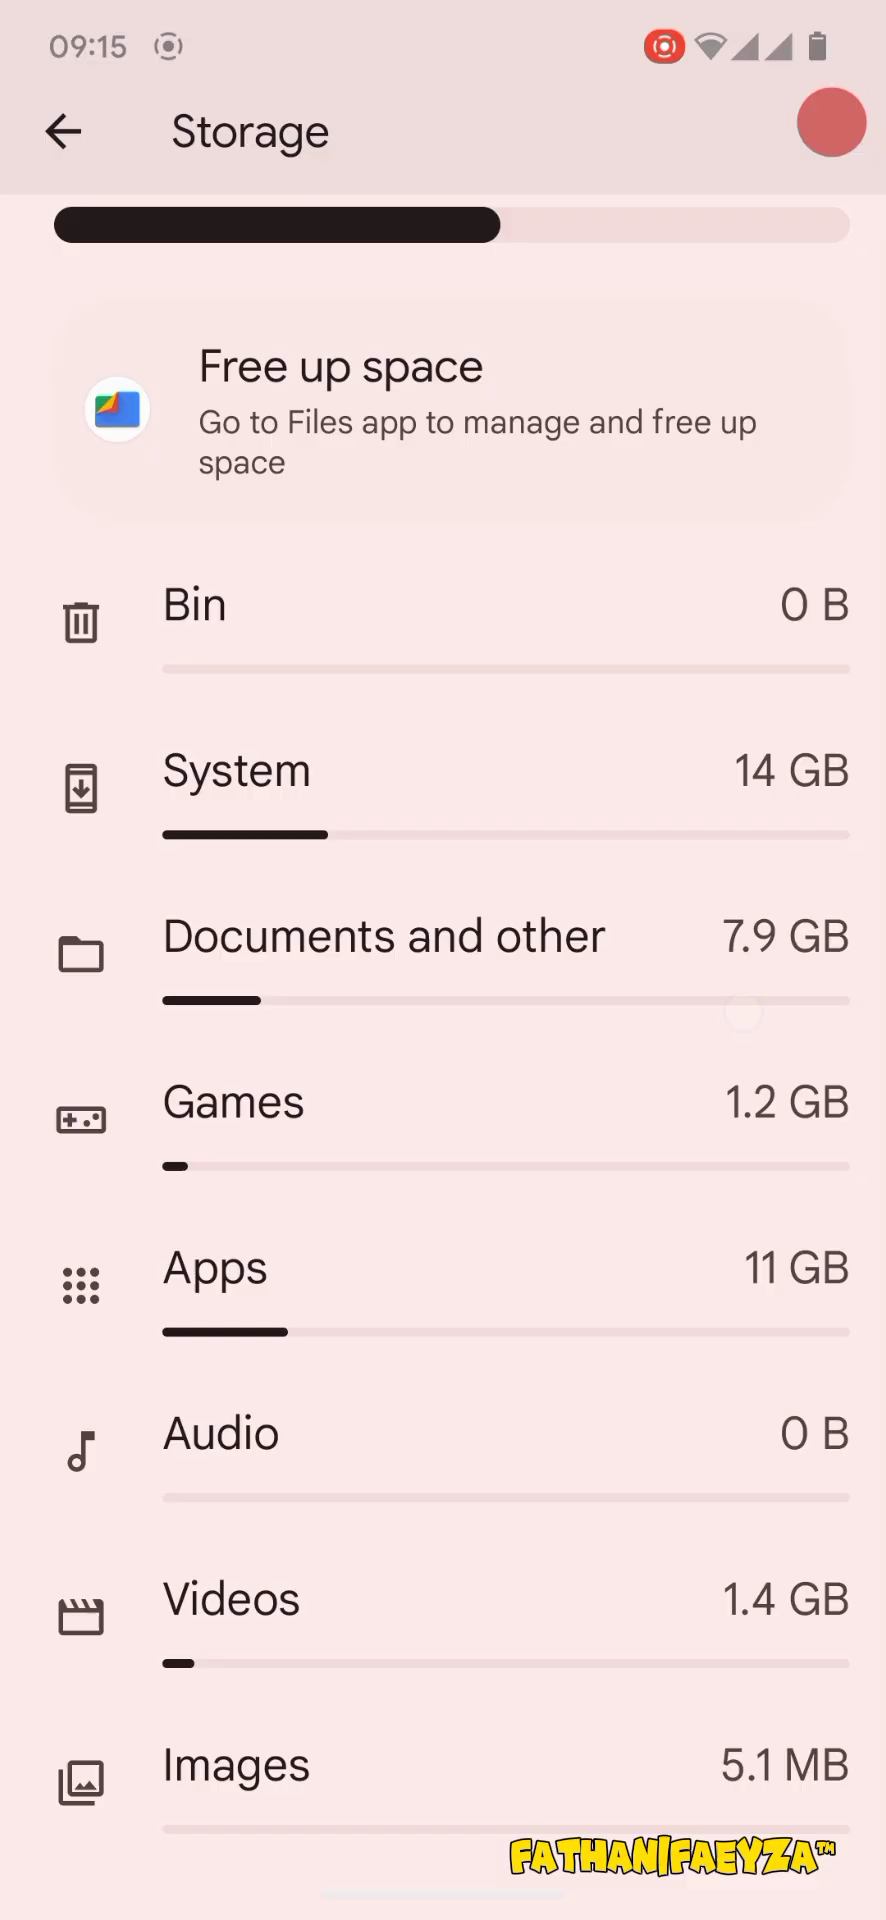 09:15
Storage
Free up space
Go to Files app to manage and free up
space
Bin
0 B
System
14 GB
Documents and other
7.9 GB
Games
1.2 GB
Apps
11 GB
Audio
0 B
Videos
1.4 GB
Images
5.1 MB
FATHAN|FAEYZA™